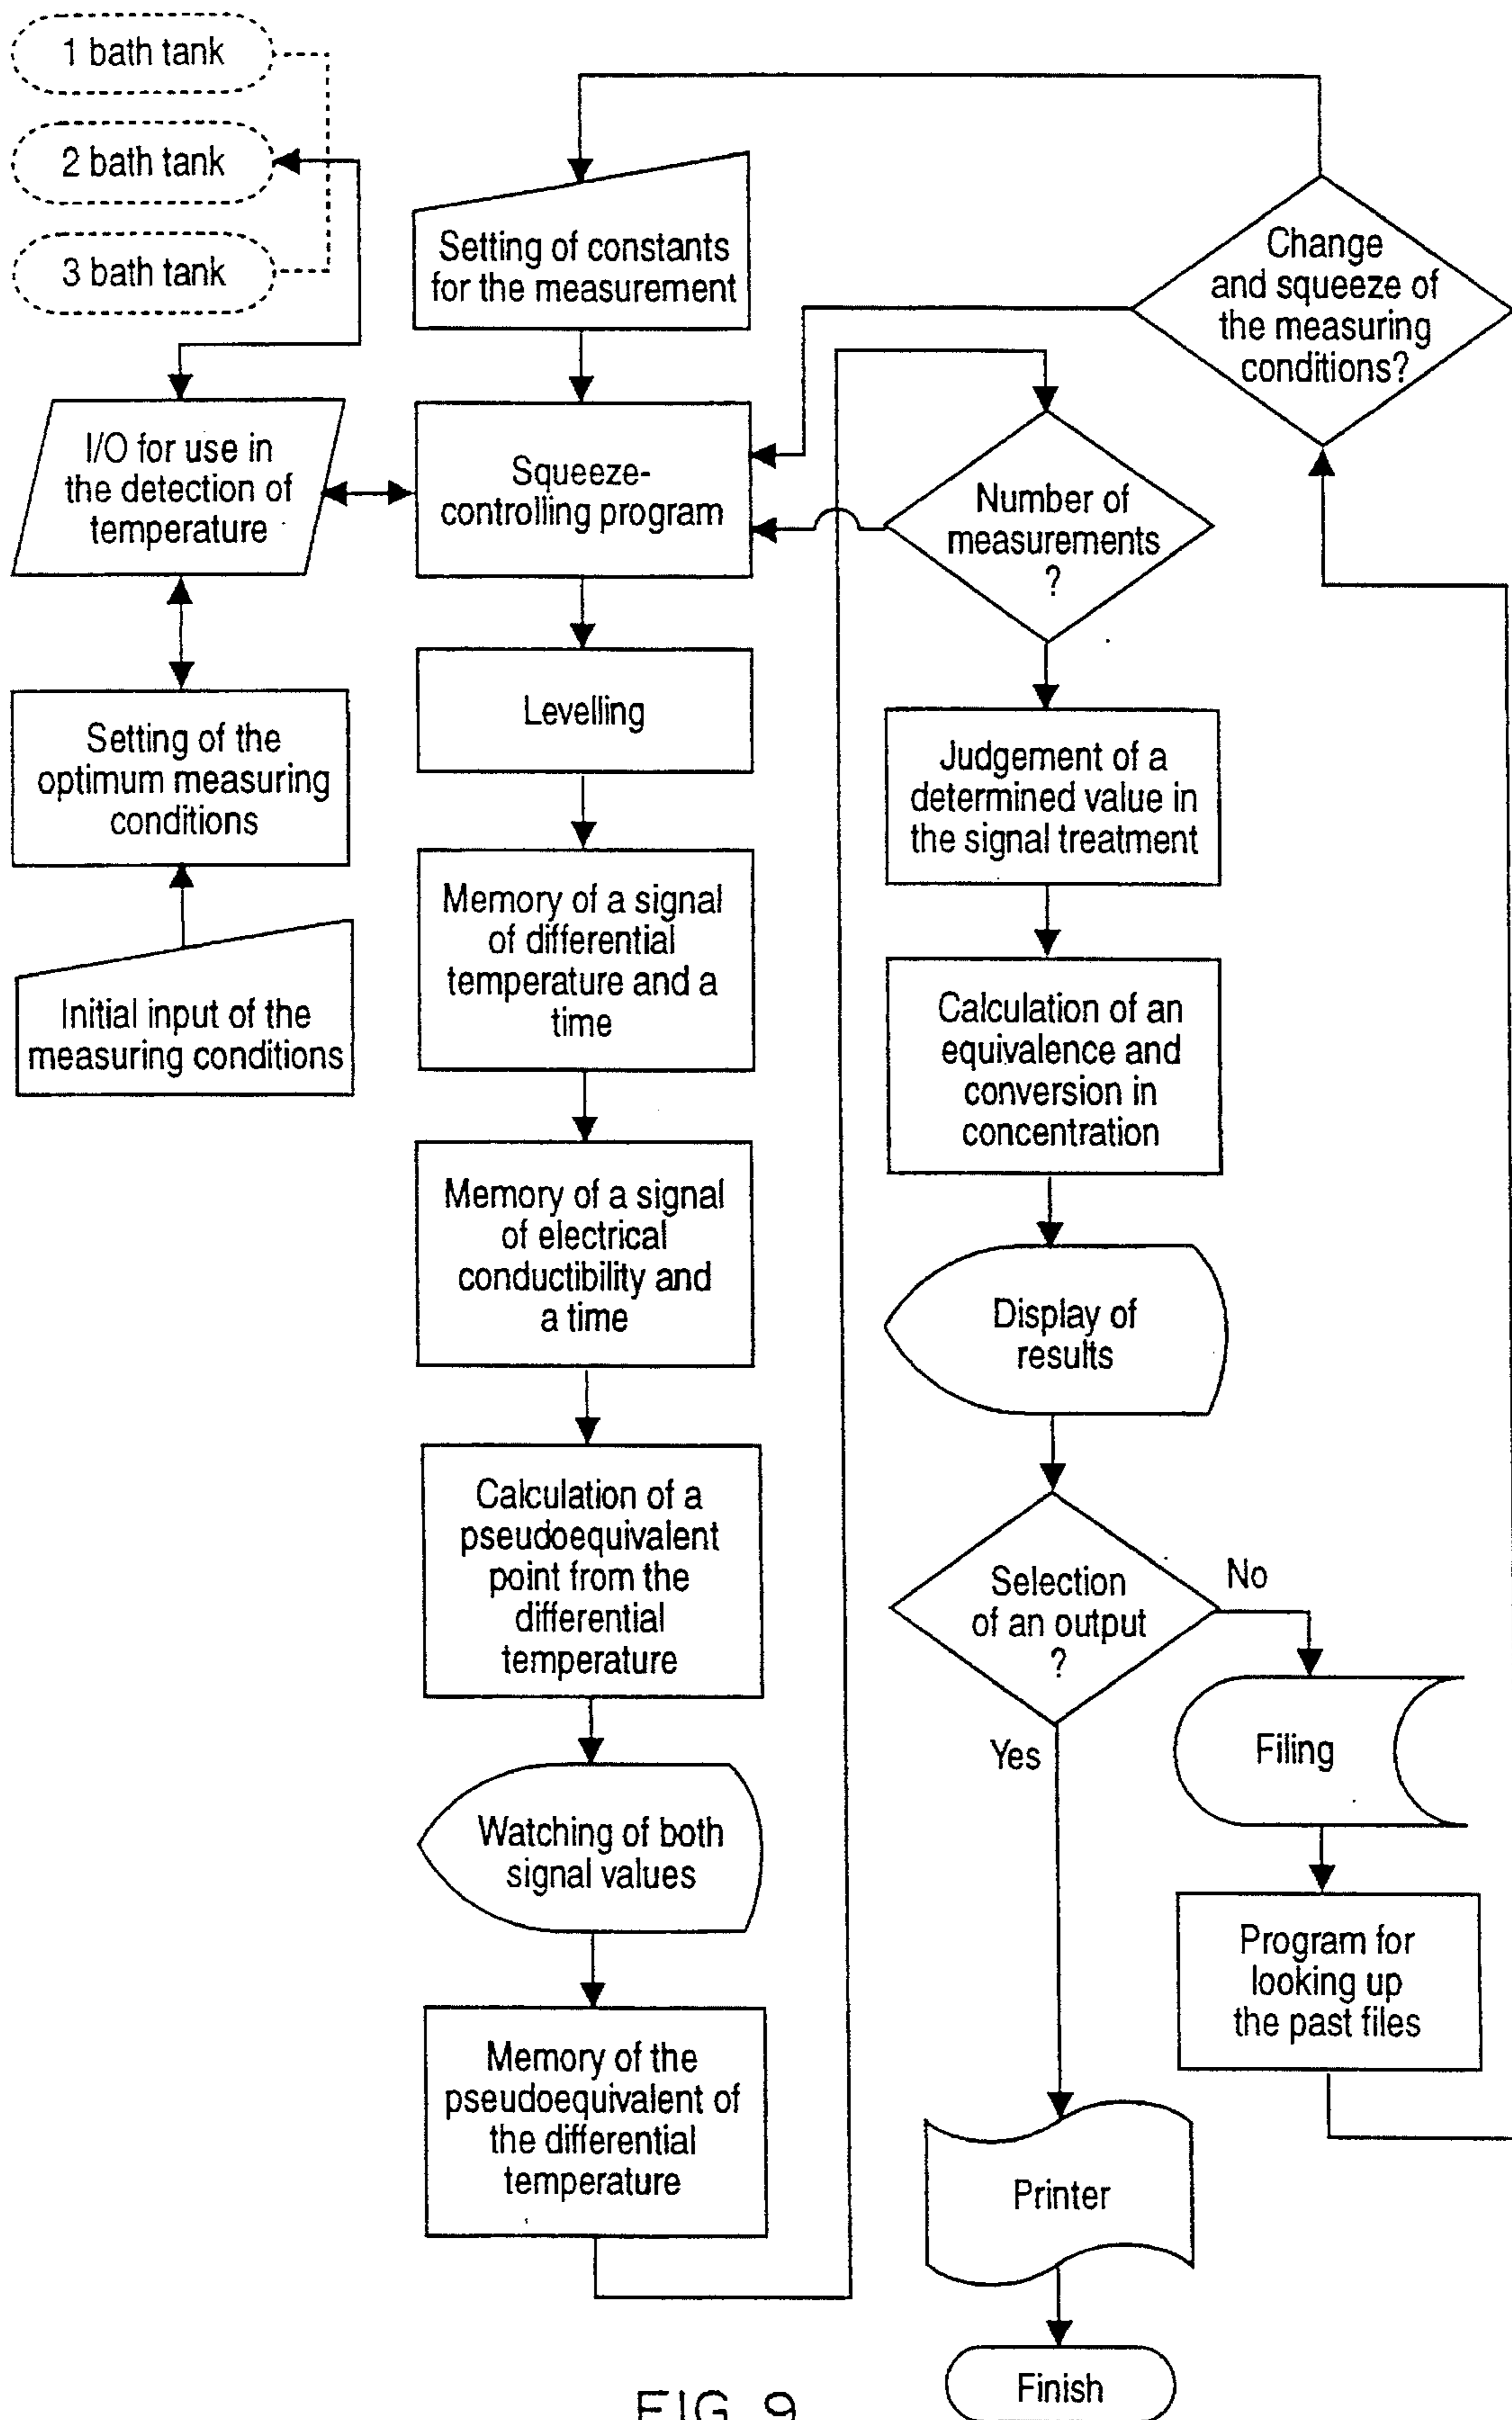 1 bath tank
2 bath tank
3 bath tank
I/O for use in
the detection of
temperature
Setting of the
optimum measuring
conditions
Initial input of the
measuring conditions
Setting of constants
for the measurement
Squeeze-
controlling program
Levelling
Memory of a signal
of differential
temperature and a
time
Memory of a signal
of electrical
conductibility and
a time
Calculation of a
pseudoequivalent
point from the
differential
temperature
Watching of both
signal values
Memory of the
pseudoequivalent of
the differential
temperature
Change
and squeeze of
the measuring
conditions?
Number of
measurements
?
Judgement of a
determined value in
the signal treatment
Calculation of an
equivalence and
conversion in
concentration
Display of
results
Selection
of an output
?
No
Yes
Filing
Program for
looking up
the past files
Printer
Finish
FIG. 9